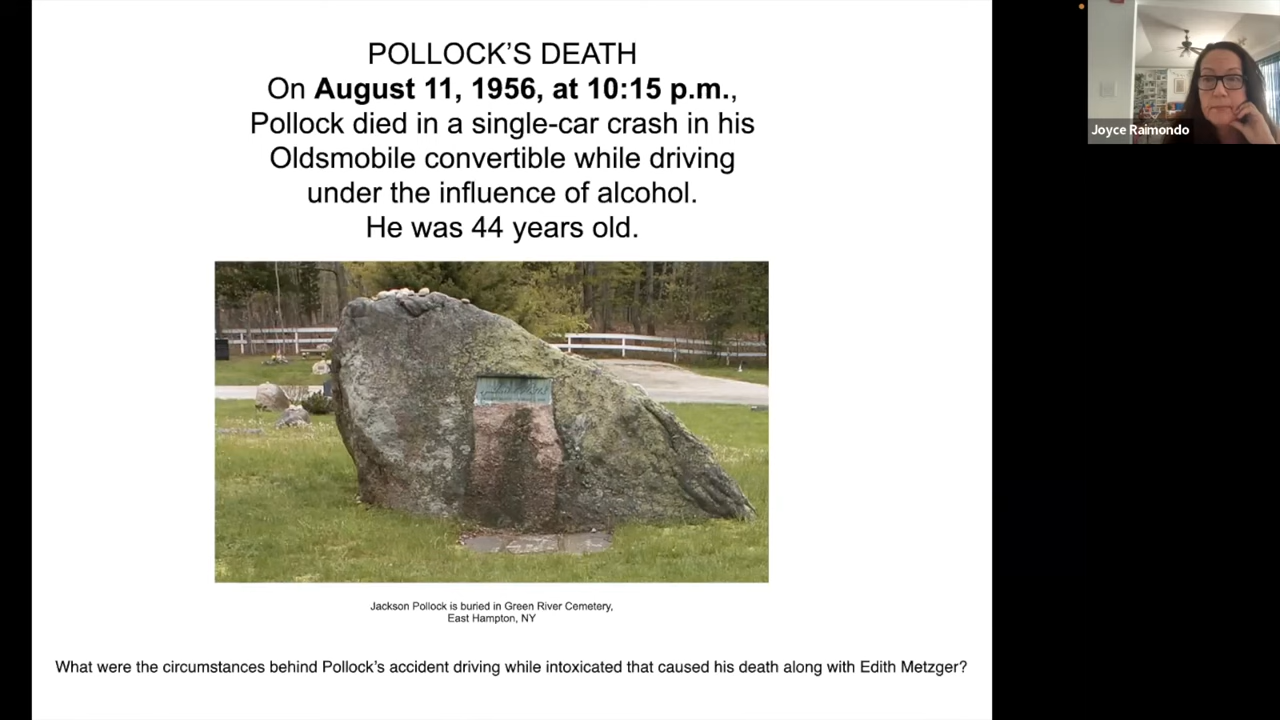 POLLOCK'S DEATH
On August 11, 1956, at 10:15 p.m.,
Pollock died in a single-car crash in his
Oldsmobile convertible while driving
under the influence of alcohol.
He was 44 years old.
Jackson Pollock is buried in Green River Cemetery,
East Hampton, NY
What were the circumstances behind Pollock's accident driving while intoxicated that caused his death along with Edith Metzger?
Joyce Raimondo